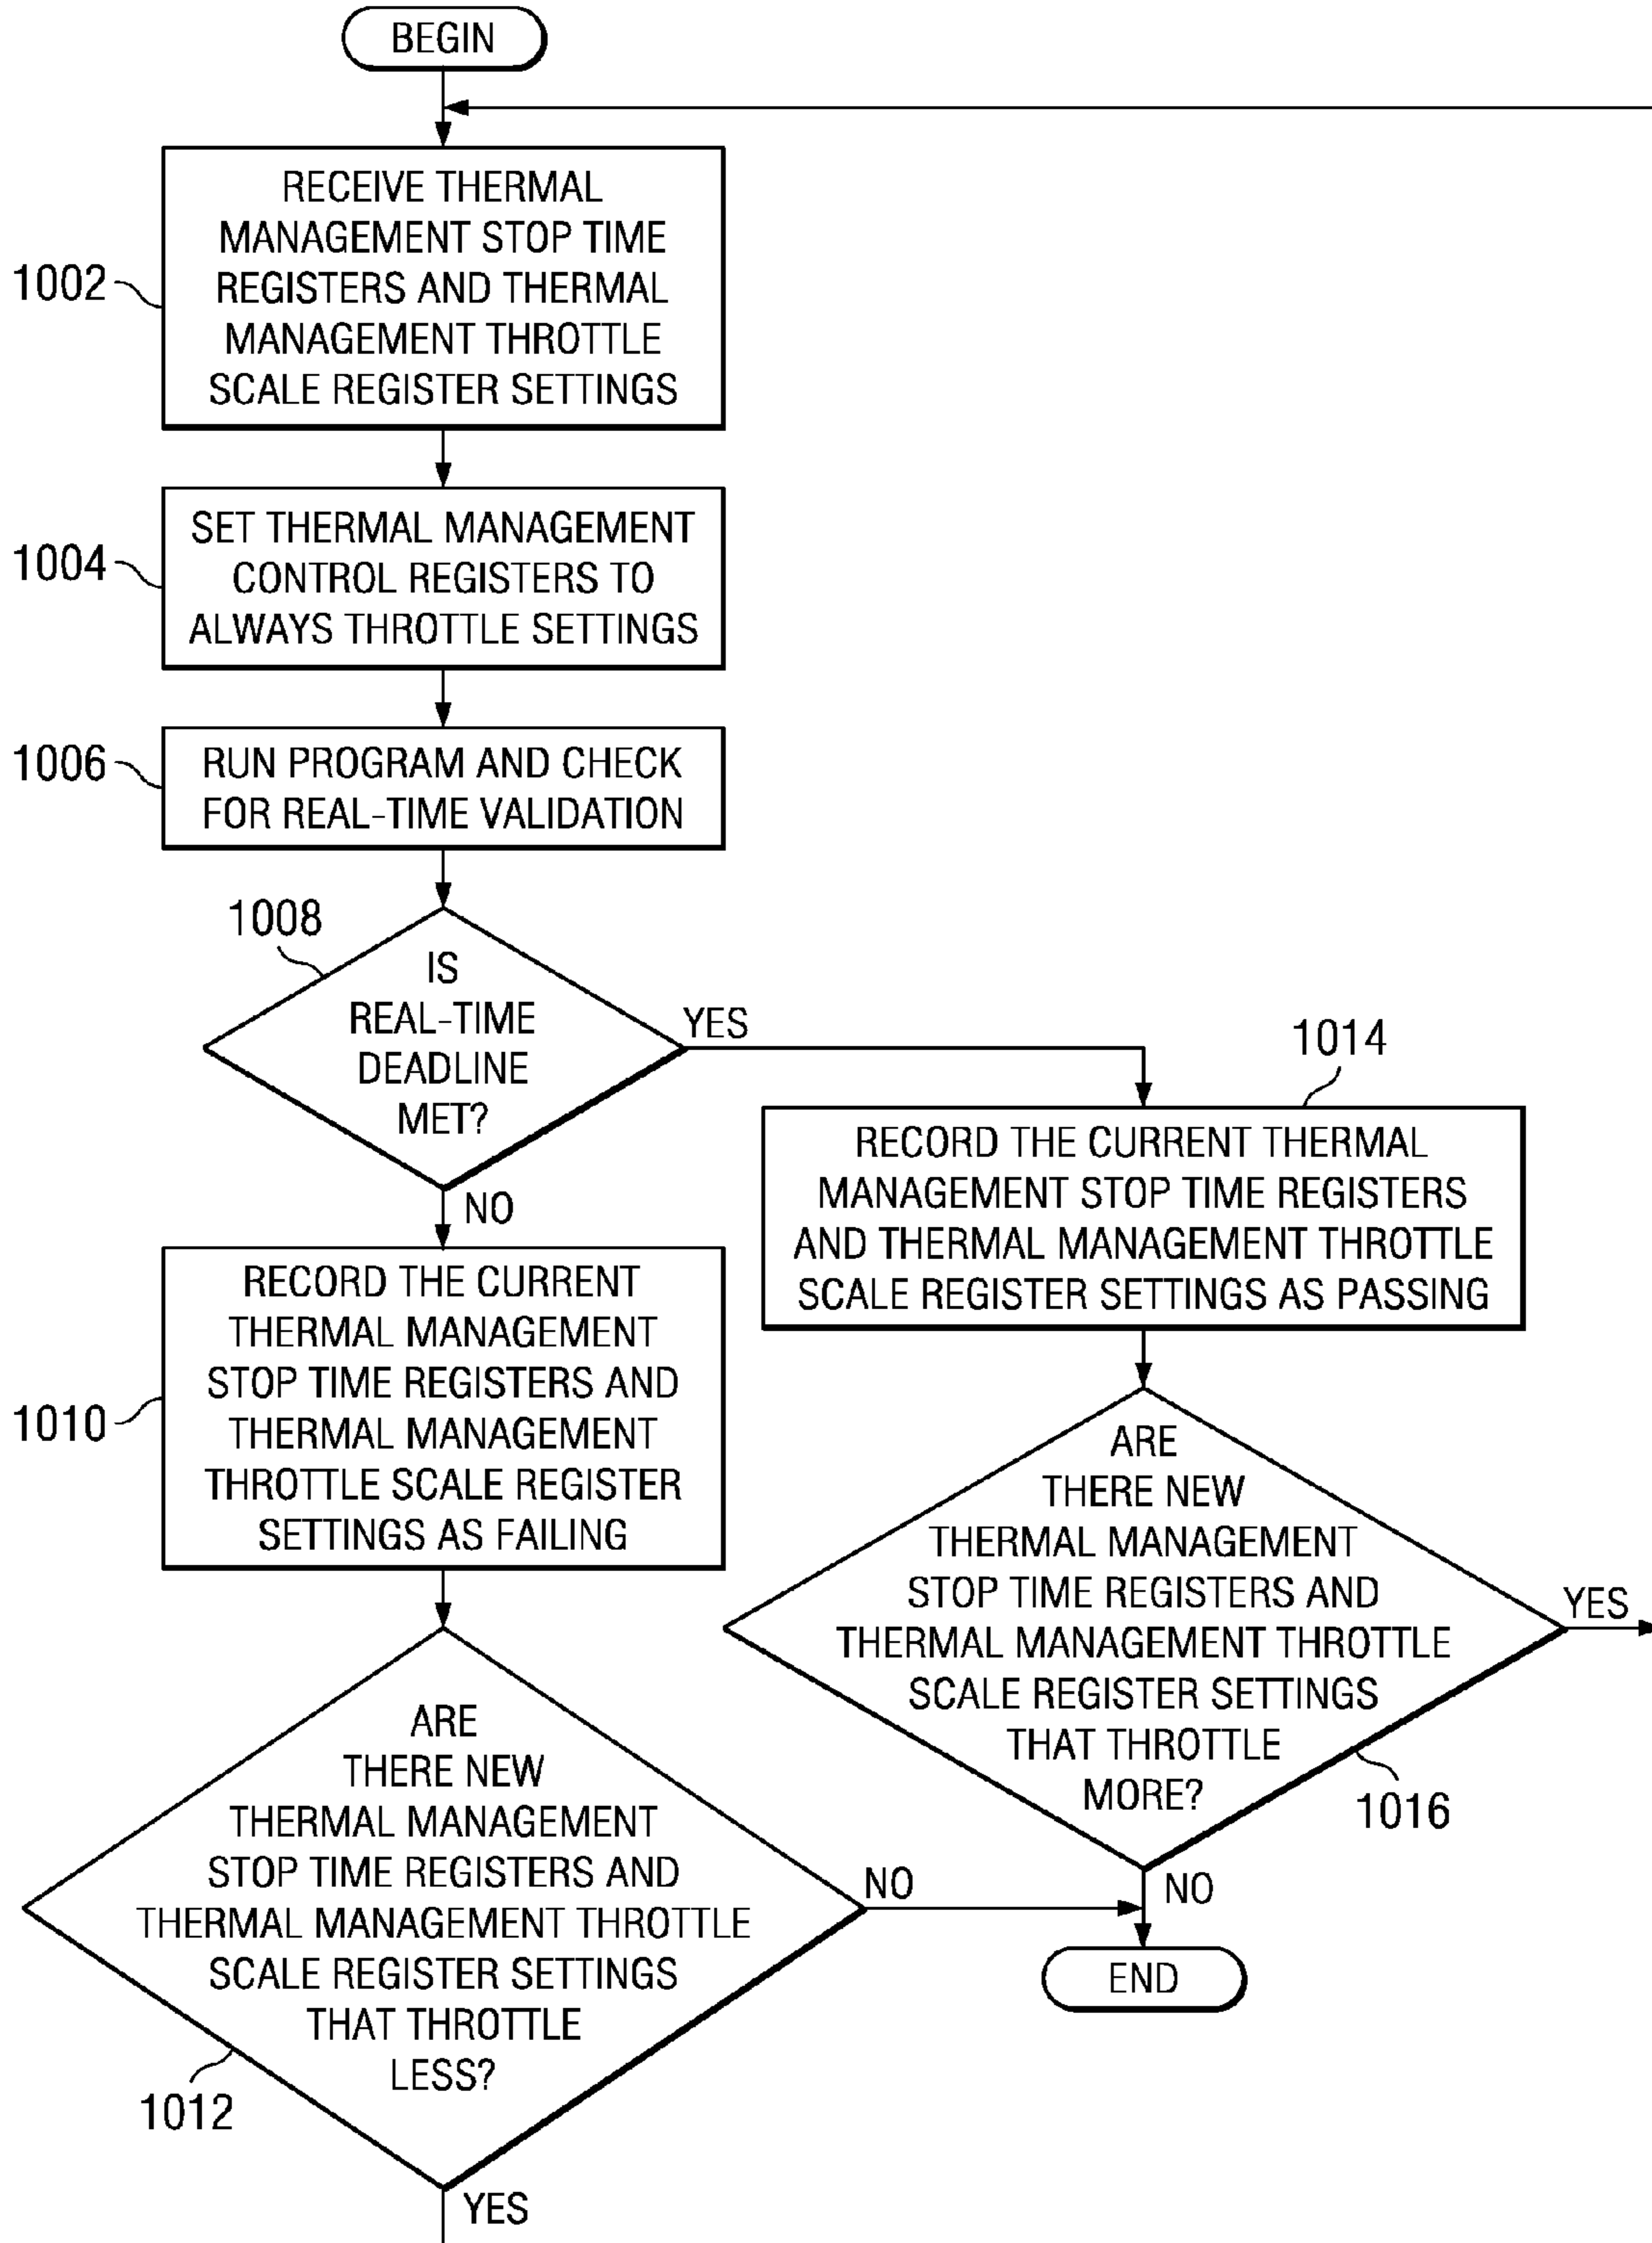 BEGIN
RECEIVE THERMAL
MANAGEMENT STOP TIME
REGISTERS AND THERMAL
MANAGEMENT THROTTLE
SCALE REGISTER SETTINGS
1002
SET THERMAL MANAGEMENT
CONTROL REGISTERS TO
ALWAYS THROTTLE SETTINGS
1004
RUN PROGRAM AND CHECK
FOR REAL-TIME VALIDATION
1006
1008
IS
REAL-TIME
DEADLINE
MET?
YES
NO
1014
RECORD THE CURRENT THERMAL
MANAGEMENT STOP TIME REGISTERS
AND THERMAL MANAGEMENT THROTTLE
SCALE REGISTER SETTINGS AS PASSING
RECORD THE CURRENT
THERMAL MANAGEMENT
STOP TIME REGISTERS AND
THERMAL MANAGEMENT
THROTTLE SCALE REGISTER
SETTINGS AS FAILING
1010
ARE
THERE NEW
THERMAL MANAGEMENT
STOP TIME REGISTERS AND
THERMAL MANAGEMENT THROTTLE
SCALE REGISTER SETTINGS
THAT THROTTLE
MORE?
YES
1016
NO
ARE
THERE NEW
THERMAL MANAGEMENT
STOP TIME REGISTERS AND
THERMAL MANAGEMENT THROTTLE
SCALE REGISTER SETTINGS
THAT THROTTLE
LESS?
NO
1012
YES
END